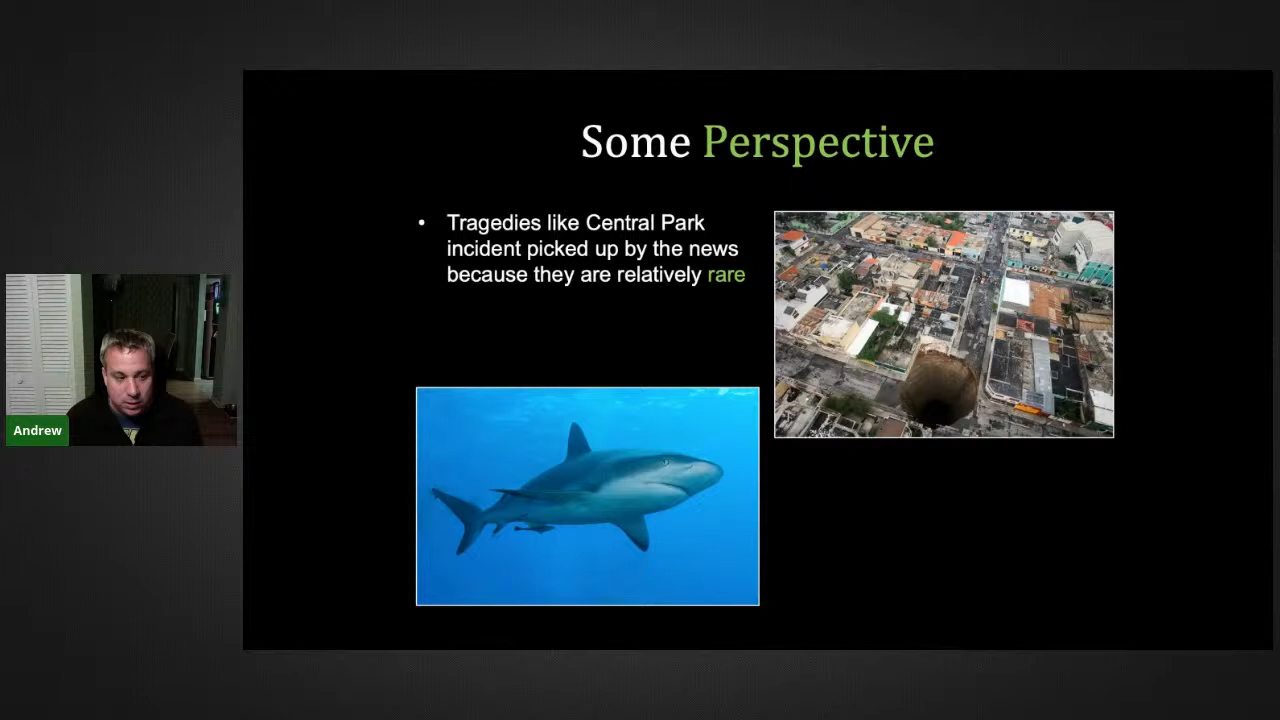 Some Perspective
• Tragedies like Central Park
incident picked up by the news
because they are relatively rare
Andrew